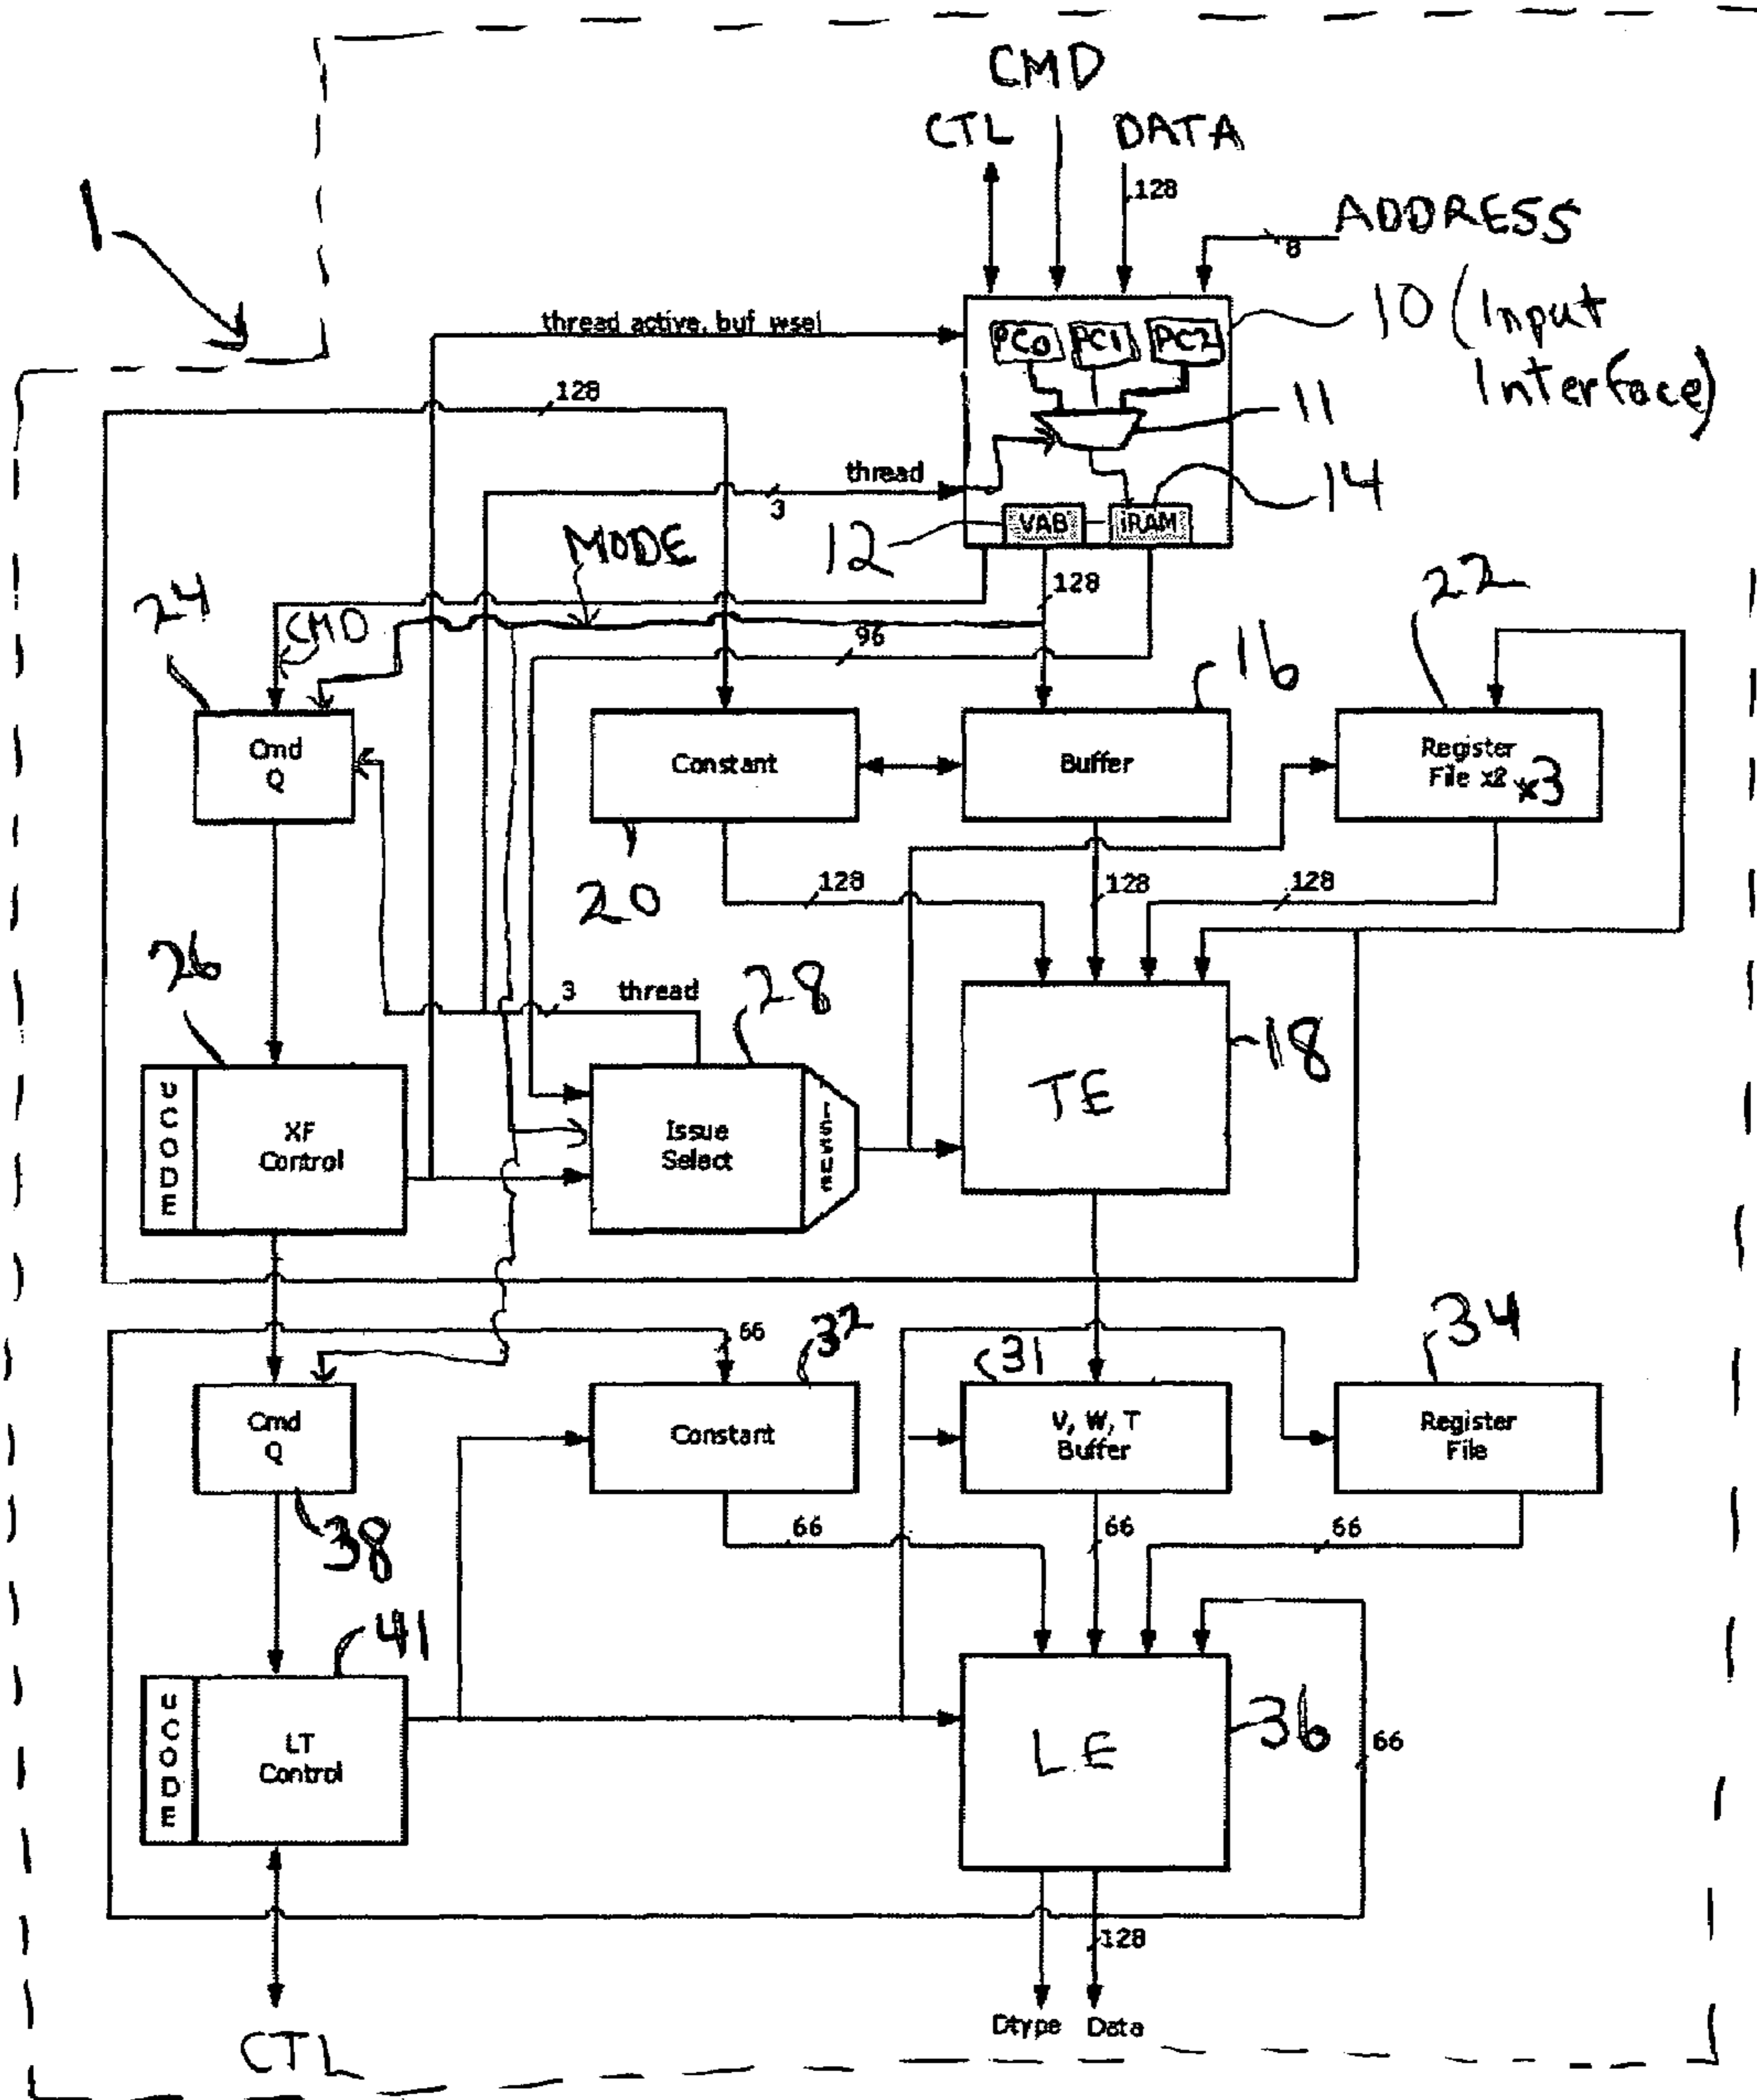 CMD
CTL
DATA
128
ADDRESS
8
1
10 (Input
Interface)
thread active, buf wsel
PC0
PC1
PC2
128
11
thread
3
14
VAB
iRAM
12
MODE
128
24
CMD
96
22
16
Cmd
Q
Constant
Buffer
Register
File x2 x3
20
128
128
128
26
3
thread
28
18
TE
UCODE
XF
Control
Issue
Select
ISSUE
66
32
31
34
Cmd
Q
Constant
V, W, T
Buffer
Register
File
38
66
66
66
41
UCODE
LT
Control
LE
36
66
128
Dtype
Data
CTL